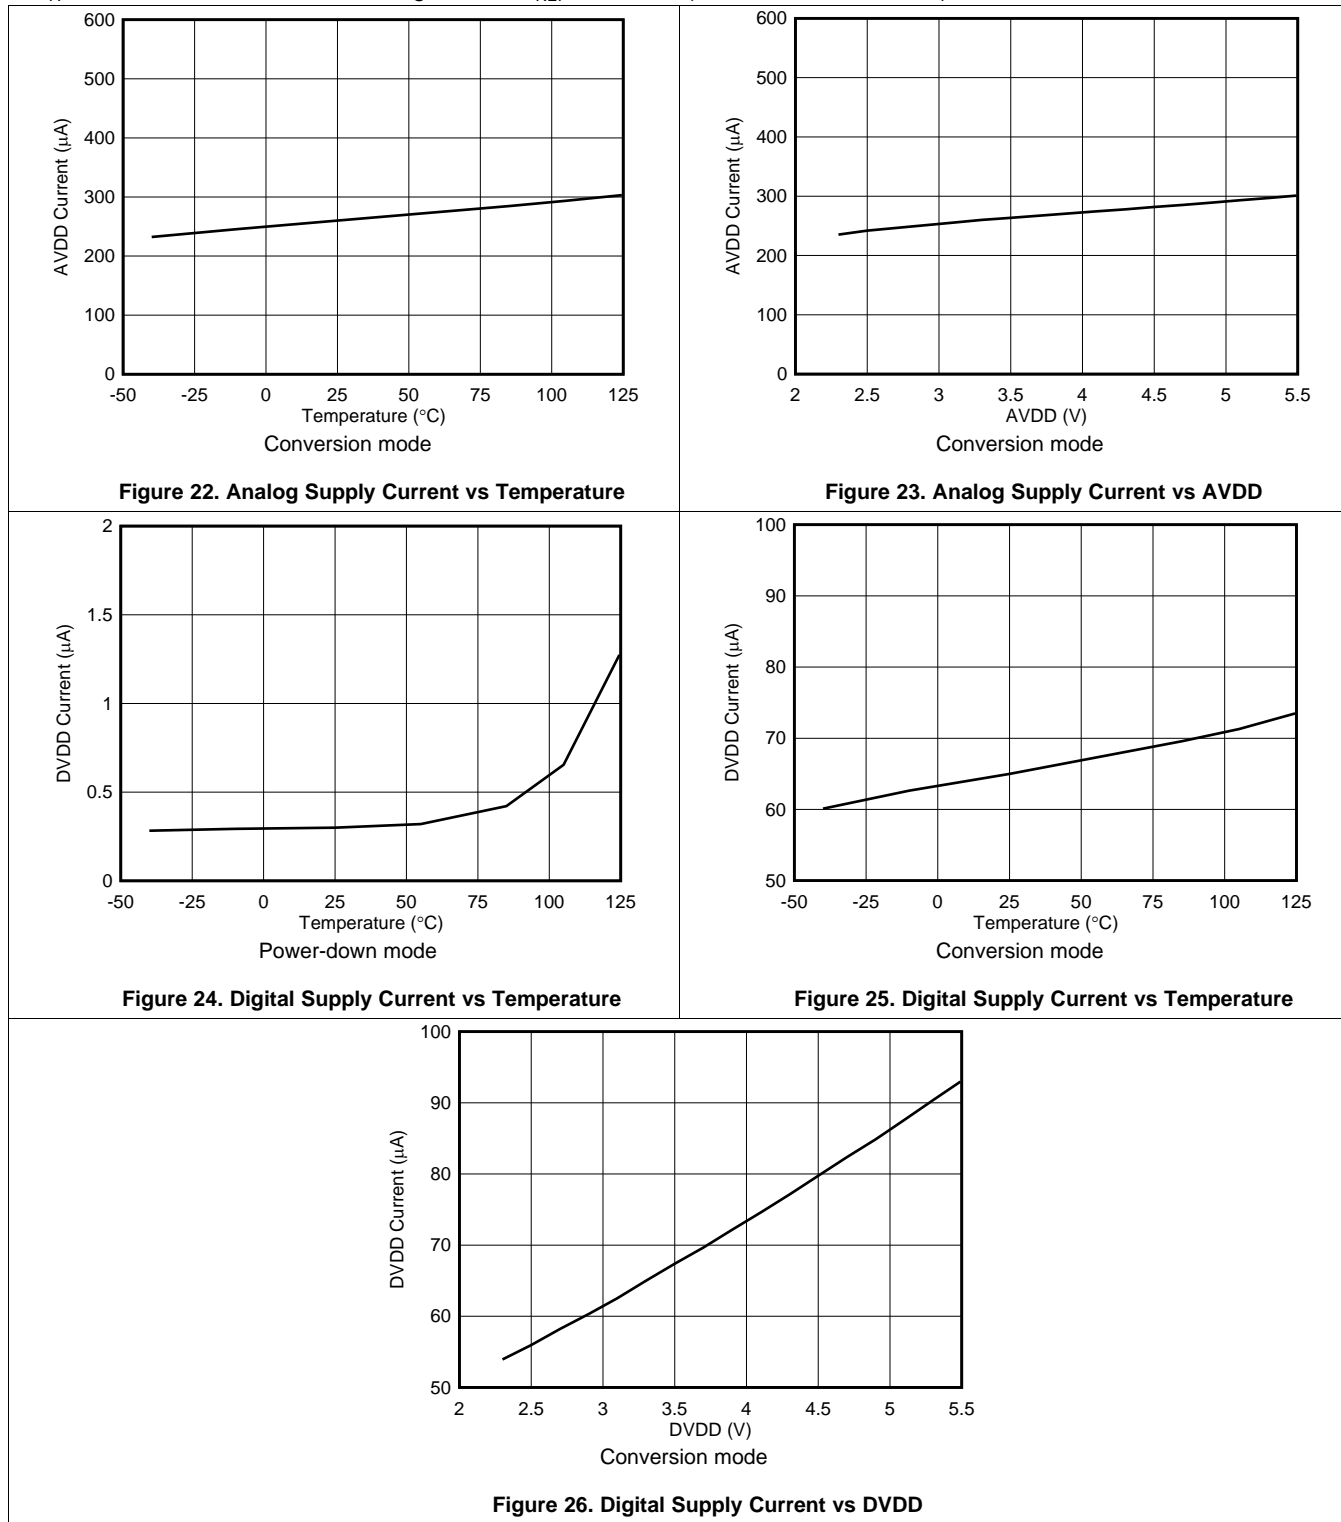 600
500
400
300
200
100
0
-50 -25 0 25 50 75 100 125
AVDD Current (μA)
Temperature (°C)
Conversion mode
Figure 22. Analog Supply Current vs Temperature
600
500
400
300
200
100
0
2 2.5 3 3.5 4 4.5 5 5.5
AVDD Current (μA)
AVDD (V)
Conversion mode
Figure 23. Analog Supply Current vs AVDD
2
1.5
1
0.5
0
-50 -25 0 25 50 75 100 125
DVDD Current (μA)
Temperature (°C)
Power-down mode
Figure 24. Digital Supply Current vs Temperature
100
90
80
70
60
50
-50 -25 0 25 50 75 100 125
DVDD Current (μA)
Temperature (°C)
Conversion mode
Figure 25. Digital Supply Current vs Temperature
100
90
80
70
60
50
2 2.5 3 3.5 4 4.5 5 5.5
DVDD Current (μA)
DVDD (V)
Conversion mode
Figure 26. Digital Supply Current vs DVDD